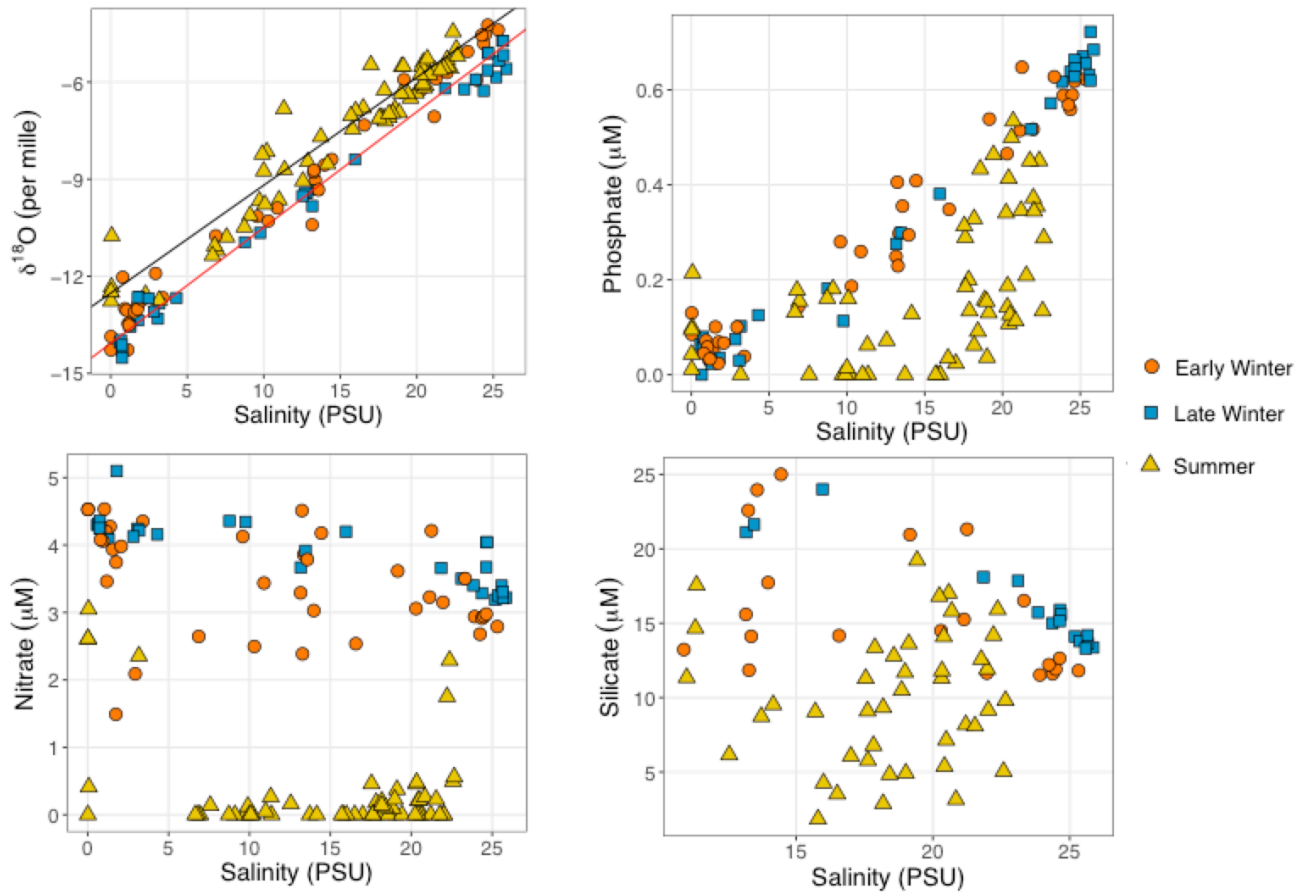 δ18O (per mille)
−6
−9
−12
−15
0 5 10 15 20 25
Salinity (PSU)
Phosphate (μM)
0.6
0.4
0.2
0.0
0 5 10 15 20 25
Salinity (PSU)
Nitrate (μM)
5
4
3
2
1
0
0 5 10 15 20 25
Salinity (PSU)
Silicate (μM)
25
20
15
10
5
15 20 25
Salinity (PSU)
Early Winter
Late Winter
Summer